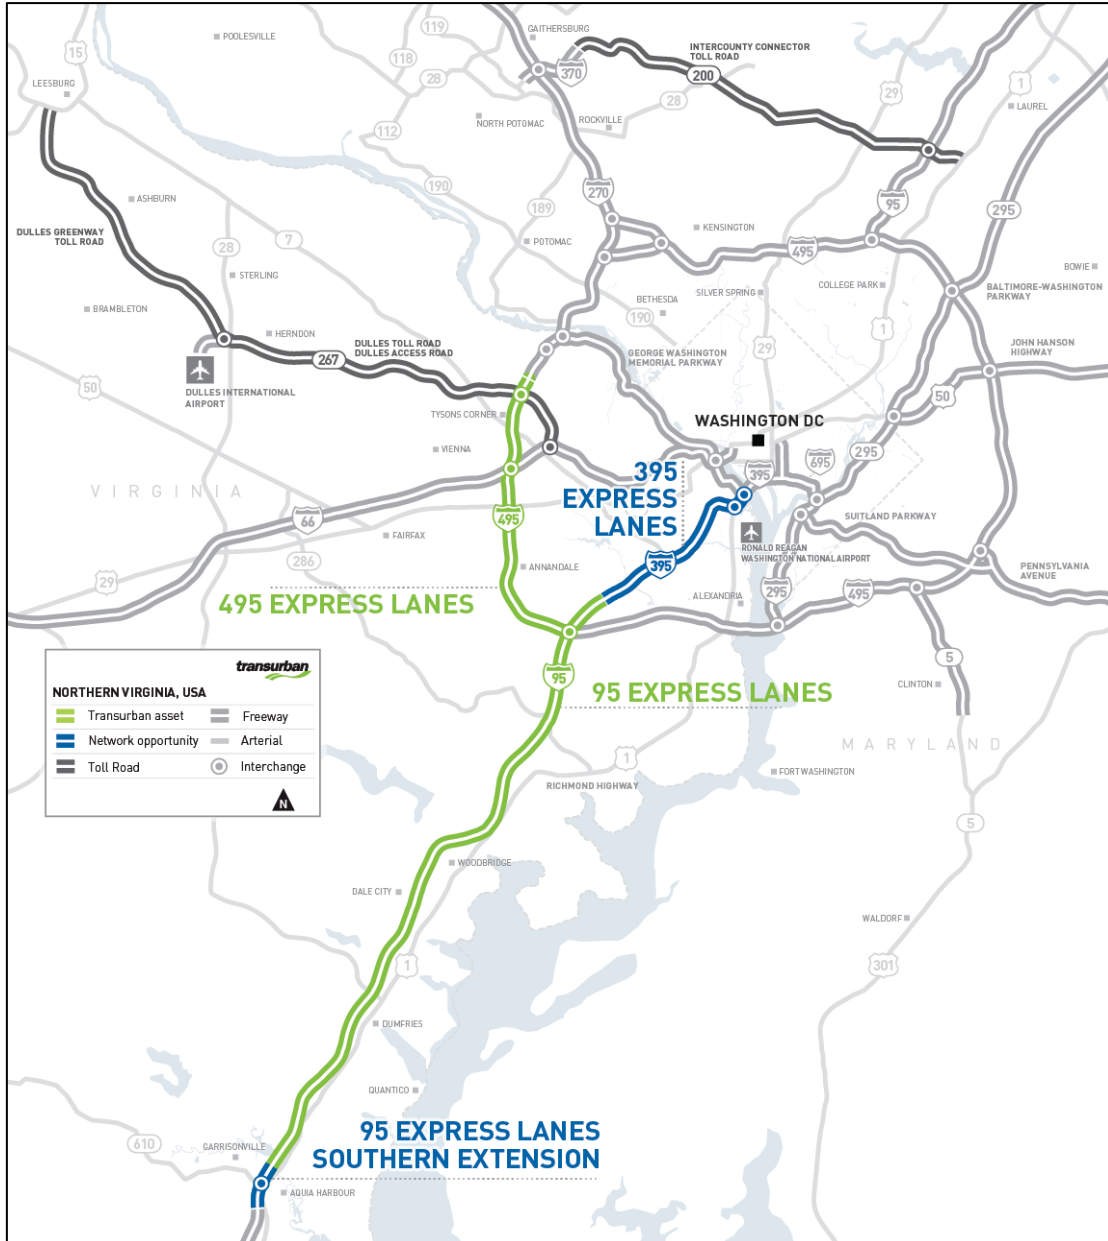 GAITHERSBURG
POOLESVILLE
119
118
28
15
LEESBURG
370
INTERCOUNTY CONNECTOR
TOLL ROAD
200
1
29
28
LAUREL
NORTH POTOMAC
ROCKVILLE
112
190
270
189
95
295
ASHBURN
DULLES GREENWAY
TOLL ROAD
7
28
POTOMAC
KENSINGTON
495
STERLING
BOWIE
BRAMBLETON
SILVER SPRING
COLLEGE PARK
BALTIMORE-WASHINGTON
PARKWAY
BETHESDA
190
1
HERNDON
DULLES TOLL ROAD
DULLES ACCESS ROAD
267
29
GEORGE WASHINGTON
MEMORIAL PARKWAY
JOHN HANSON
HIGHWAY
DULLES INTERNATIONAL
AIRPORT
50
50
TYSONS CORNER
WASHINGTON DC
VIENNA
295
695
395
395
EXPRESS
LANES
VIRGINIA
66
495
SUITLAND PARKWAY
FAIRFAX
RONALD REAGAN
WASHINGTON NATIONAL AIRPORT
286
395
ANNANDALE
PENNSYLVANIA
AVENUE
29
495 EXPRESS LANES
ALEXANDRIA
295
495
5
95
CLINTON
95 EXPRESS LANES
transurban
NORTHERN VIRGINIA, USA
Transurban asset
Freeway
Network opportunity
Arterial
Toll Road
Interchange
N
MARYLAND
1
RICHMOND HIGHWAY
FORT WASHINGTON
5
WOODBRIDGE
DALE CITY
WALDORF
1
301
DUMFRIES
QUANTICO
95 EXPRESS LANES
SOUTHERN EXTENSION
610
GARRISONVILLE
AQUIA HARBOUR